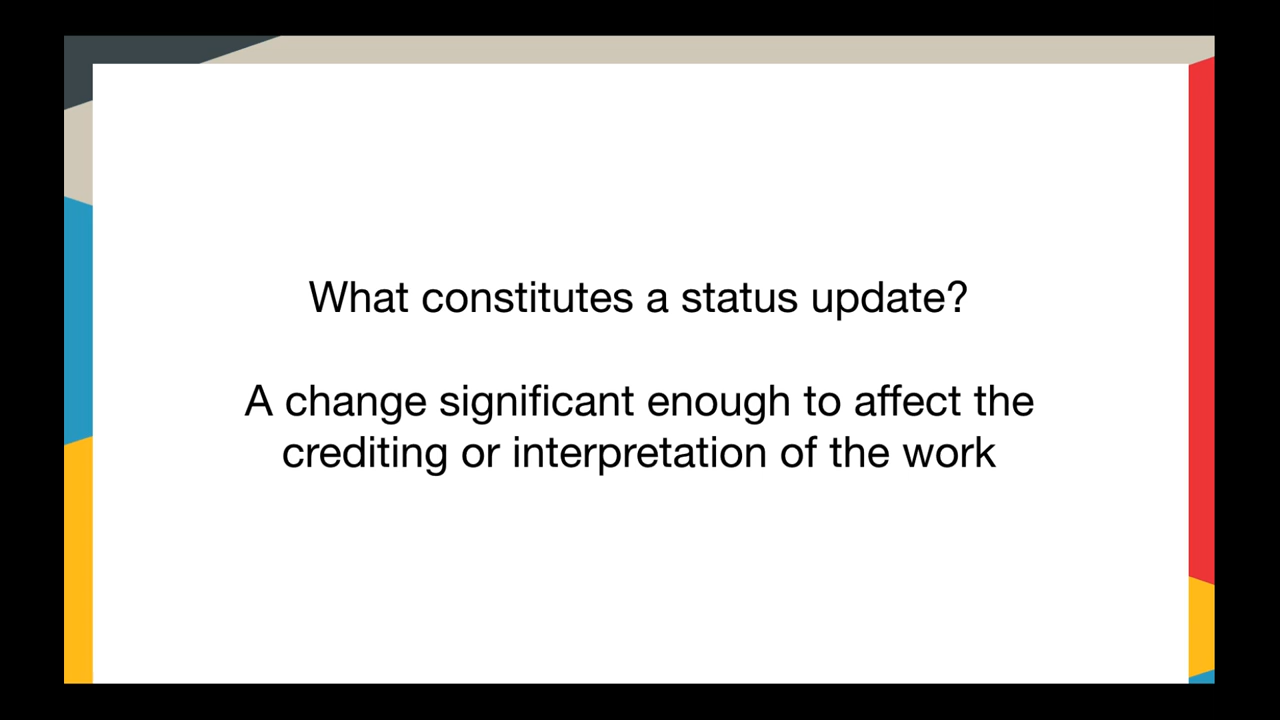 What constitutes a status update?
A change significant enough to affect the
crediting or interpretation of the work